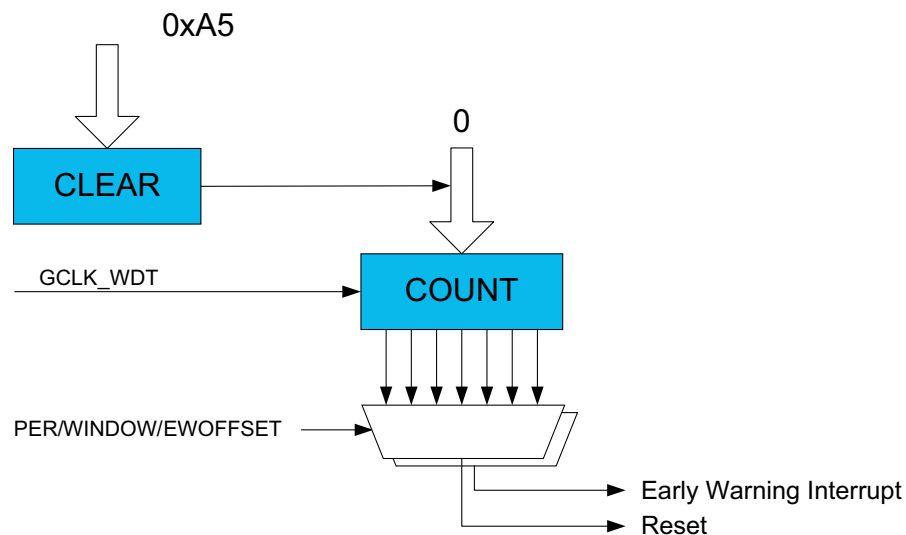 0xA5
0
CLEAR
GCLK_WDT
COUNT
PER/WINDOW/EWOFFSET
Early Warning Interrupt
Reset